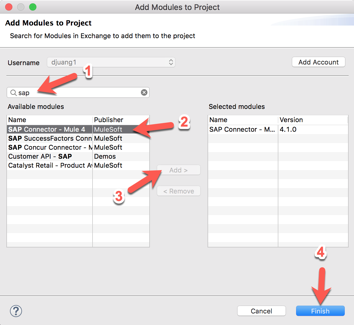 Add Modules to Project
Add Modules to Project
Search for Modules in Exchange to add them to the project
Username djuang1 Add Account
1
sap
Available modules Selected modules
Name Publisher Name Version
SAP Connector - Mule 4 MuleSoft SAP Connector - M... 4.1.0
SAP SuccessFactors Conn MuleSoft
SAP Concur Connector - M MuleSoft
Customer API - SAP Demos
Catalyst Retail - Product Av MuleSoft
2
3
Add >
< Remove
4
? Cancel Finish